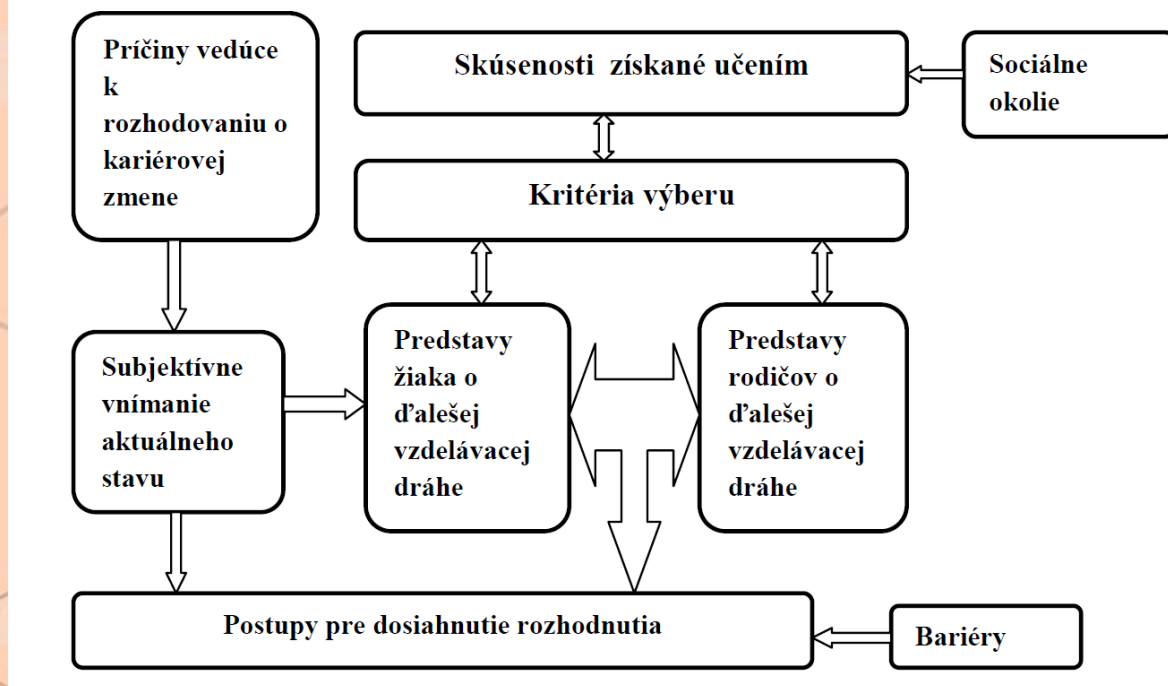 Príčiny vedúce
k
rozhodovaniu o
kariérovej
zmene
Skúsenosti získané učením
Sociálne
okolie
Kritéria výberu
Subjektívne
vnímanie
aktuálneho
stavu
Predstavy
žiaka o
ďalešej
vzdelávacej
dráhe
Predstavy
rodičov o
ďalešej
vzdelávacej
dráhe
Postupy pre dosiahnutie rozhodnutia
Bariéry